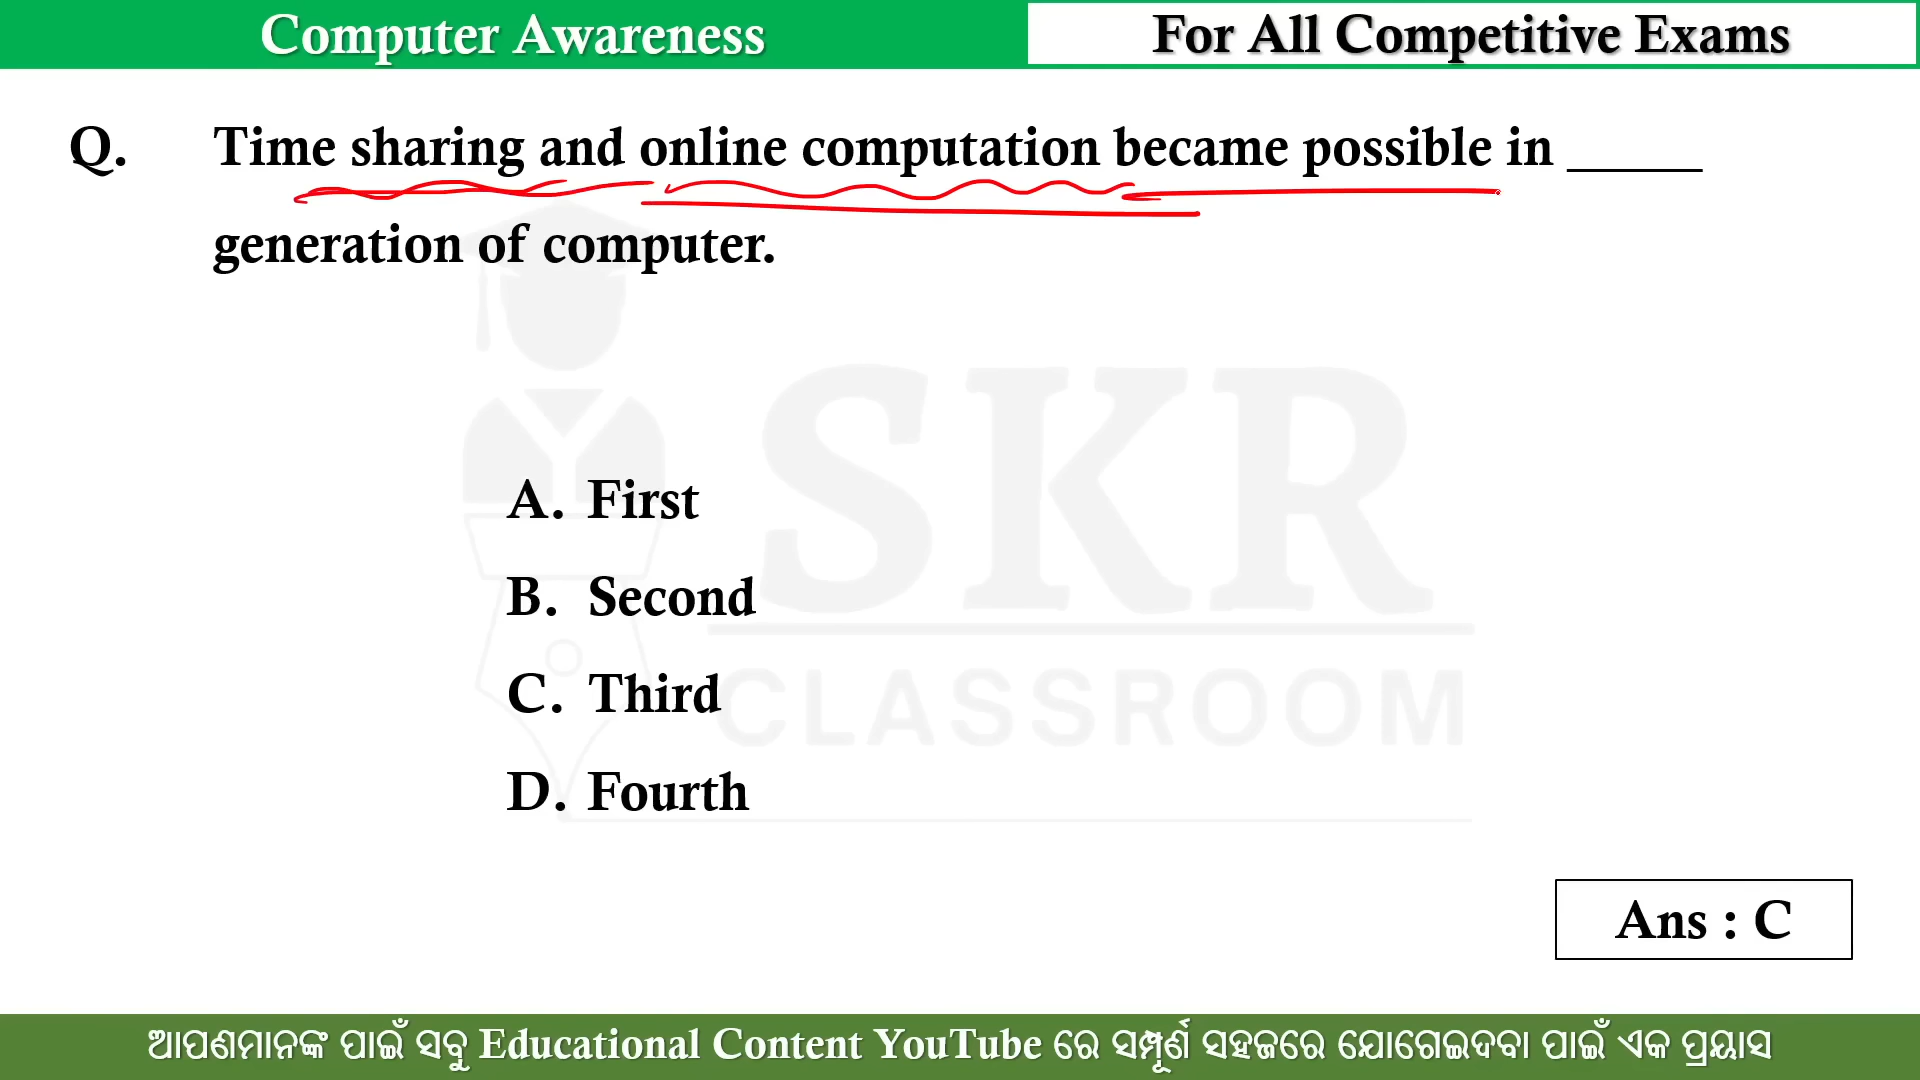 Computer Awareness
For All Competitive Exams
Q. Time sharing and online computation became possible in _____
generation of computer.
SKR
CLASSROOM
A. First
B. Second
C. Third
D. Fourth
Ans : C
ଆପଣମାନଙ୍କ ପାଇଁ ସବୁ Educational Content YouTube ରେ ସମ୍ପୂର୍ଣ ସହଜରେ ଯୋଗେଇଦବା ପାଇଁ ଏକ ପ୍ରୟାସ